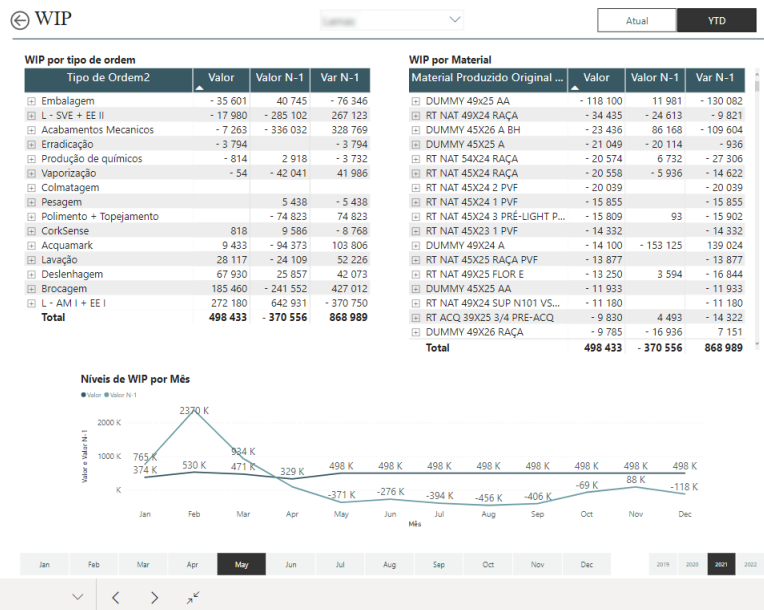 WIP
Atual YTD
WIP por tipo de ordem
Tipo de Ordem2 Valor Valor N-1 Var N-1
Embalagem - 35 601 40 745 - 76 346
L - SVE + EE II - 17 980 - 285 102 267 123
Acabamentos Mecanicos - 7 263 - 336 032 328 769
Erradicação - 3 794 - 3 794
Produção de químicos - 814 2 918 - 3 732
Vaporização - 54 - 42 041 41 986
Colmatagem
Pesagem 5 438 - 5 438
Polimento + Topejamento - 74 823 74 823
CorkSense 818 9 586 - 8 768
Acquamark 9 433 - 94 373 103 806
Lavação 28 117 - 24 109 52 226
Deslenhagem 67 930 25 857 42 073
Brocagem 185 460 - 241 552 427 012
L - AM I + EE I 272 180 642 931 - 370 750
Total 498 433 - 370 556 868 989
WIP por Material
Material Produzido Original ... Valor Valor N-1 Var N-1
DUMMY 49x25 AA - 118 100 11 981 - 130 082
RT NAT 49X24 RAÇA - 34 435 - 24 613 - 9 821
DUMMY 45X26 A BH - 23 436 86 168 - 109 604
DUMMY 45X25 A - 21 049 - 20 114 - 936
RT NAT 54X24 RAÇA - 20 574 6 732 - 27 306
RT NAT 45X24 RAÇA - 20 558 - 5 936 - 14 622
RT NAT 45X24 2 PVF - 20 039 - 20 039
RT NAT 45X24 1 PVF - 15 855 - 15 855
RT NAT 45X24 3 PRÉ-LIGHT P... - 15 809 93 - 15 902
RT NAT 45X23 1 PVF - 14 332 - 14 332
DUMMY 49X24 A - 14 100 - 153 125 139 024
RT NAT 45X25 RAÇA PVF - 13 877 - 13 877
RT NAT 49X25 FLOR E - 13 250 3 594 - 16 844
DUMMY 45X25 AA - 11 933 - 11 933
RT NAT 49X24 SUP N101 VS... - 11 180 - 11 180
RT ACQ 39X25 3/4 PRE-ACQ - 9 830 4 493 - 14 322
DUMMY 49X26 RAÇA - 9 785 - 16 936 7 151
Total 498 433 - 370 556 868 989
Níveis de WIP por Mês
Valor Valor N-1
Valor e Valor N-1
2000 K
1000 K
K
2370 K
765 K 934 K
374 K 530 K 471 K 329 K 498 K 498 K 498 K 498 K 498 K 498 K 498 K 498 K
-371 K -276 K -394 K -456 K -406 K -69 K 88 K -118 K
Jan Feb Mar Apr May Jun Jul Aug Sep Oct Nov Dec
Mês
Jan Feb Mar Apr May Jun Jul Aug Sep Oct Nov Dec 2019 2020 2021 2022